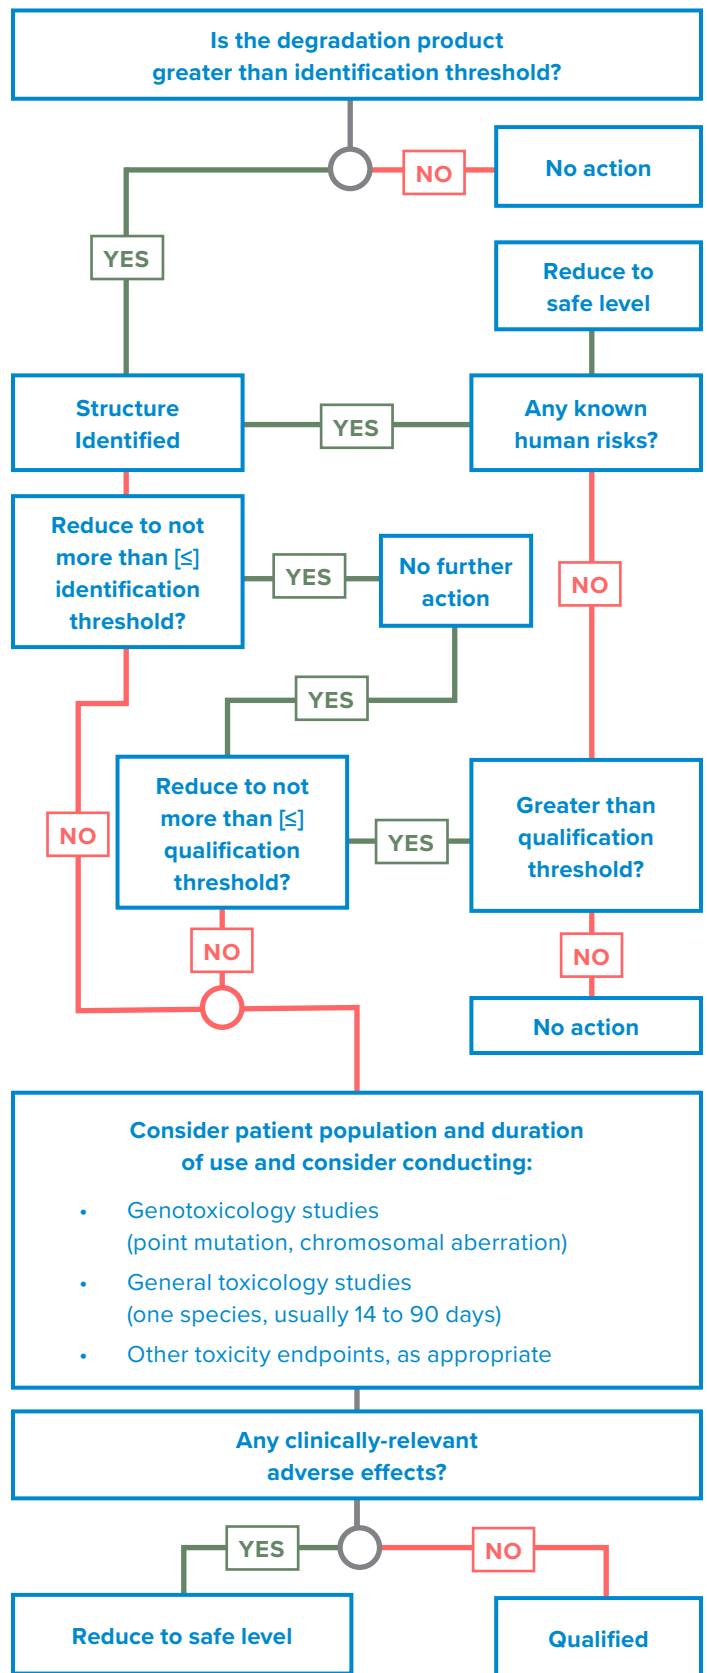 Is the degradation product
greater than identification threshold?
NO
No action
YES
Reduce to
safe level
Structure
Identified
YES
Any known
human risks?
Reduce to not
more than [≤]
identification
threshold?
YES
No further
action
NO
YES
Reduce to not
more than [≤]
qualification
threshold?
YES
Greater than
qualification
threshold?
NO
NO
NO
No action
Consider patient population and duration
of use and consider conducting:
• Genotoxicology studies
(point mutation, chromosomal aberration)
• General toxicology studies
(one species, usually 14 to 90 days)
• Other toxicity endpoints, as appropriate
Any clinically-relevant
adverse effects?
YES
NO
Reduce to safe level
Qualified